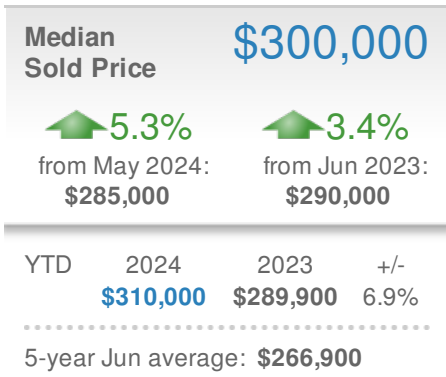 Median
Sold Price
$300,000
5.3%
from May 2024:
$285,000
3.4%
from Jun 2023:
$290,000
YTD 2024 2023 +/-
$310,000 $289,900 6.9%
5-year Jun average: $266,900